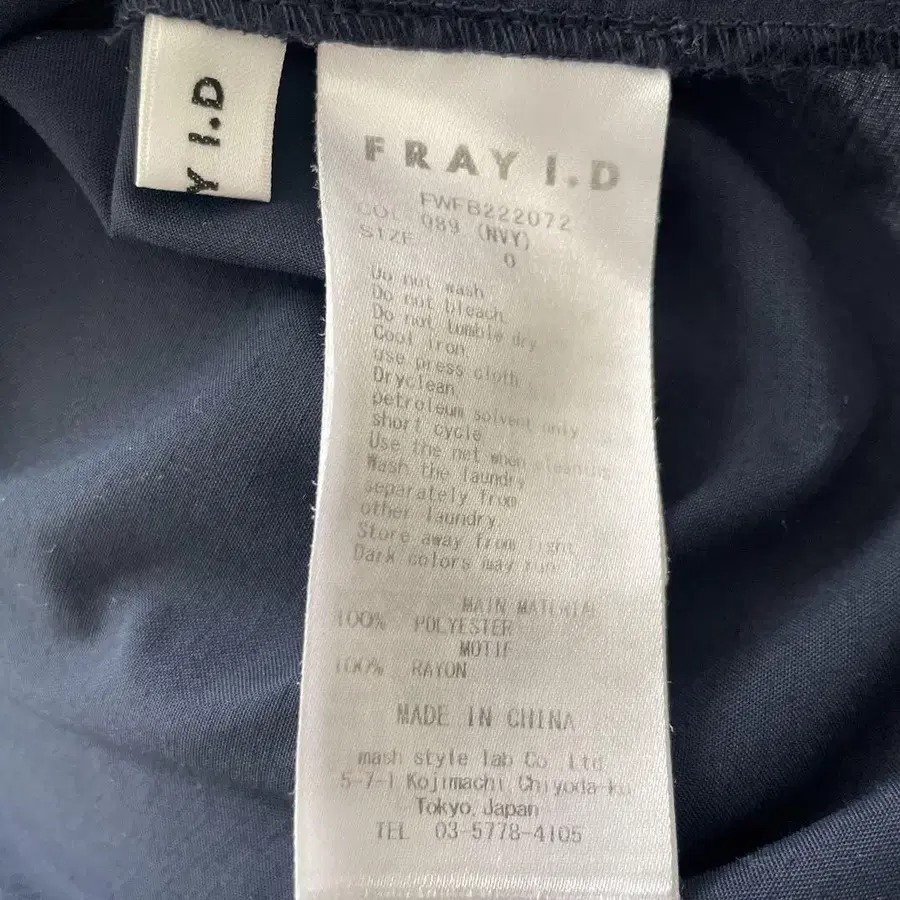 Y I.D
FRAY I.D
FWFB222072
COL 089 (NVY)
SIZE 0
Do not wash
Do not bleach
Do not tumble dry
Cool iron
use press cloth
Dryclean
petroleum solvent only
short cycle
Use the net when cleaning
Wash the laundry
separately from
other laundry.
Store away from light
Dark colors may run
MAIN MATERIAL
100% POLYESTER
MOTIF
100% RAYON
MADE IN CHINA
mash style lab Co., Ltd.
5-7-1 Kojimachi Chiyoda-ku
Tokyo, Japan
TEL 03-5778-4105